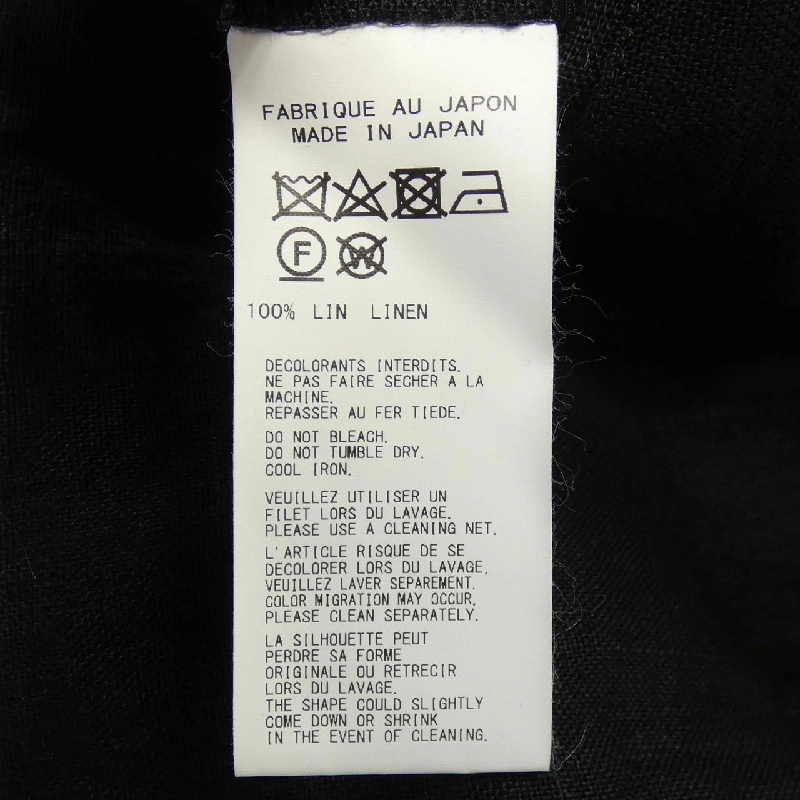 FABRIQUE AU JAPON
MADE IN JAPAN
F
W
100% LIN LINEN
DECOLORANTS INTERDITS.
NE PAS FAIRE SECHER A LA
MACHINE.
REPASSER AU FER TIEDE.
DO NOT BLEACH.
DO NOT TUMBLE DRY.
COOL IRON.
VEUILLEZ UTILISER UN
FILET LORS DU LAVAGE.
PLEASE USE A CLEANING NET.
L'ARTICLE RISQUE DE SE
DECOLORER LORS DU LAVAGE,
VEUILLEZ LAVER SEPAREMENT.
COLOR MIGRATION MAY OCCUR.
PLEASE CLEAN SEPARATELY.
LA SILHOUETTE PEUT
PERDRE SA FORME
ORIGINALE OU RETRECIR
LORS DU LAVAGE.
THE SHAPE COULD SLIGHTLY
COME DOWN OR SHRINK
IN THE EVENT OF CLEANING.